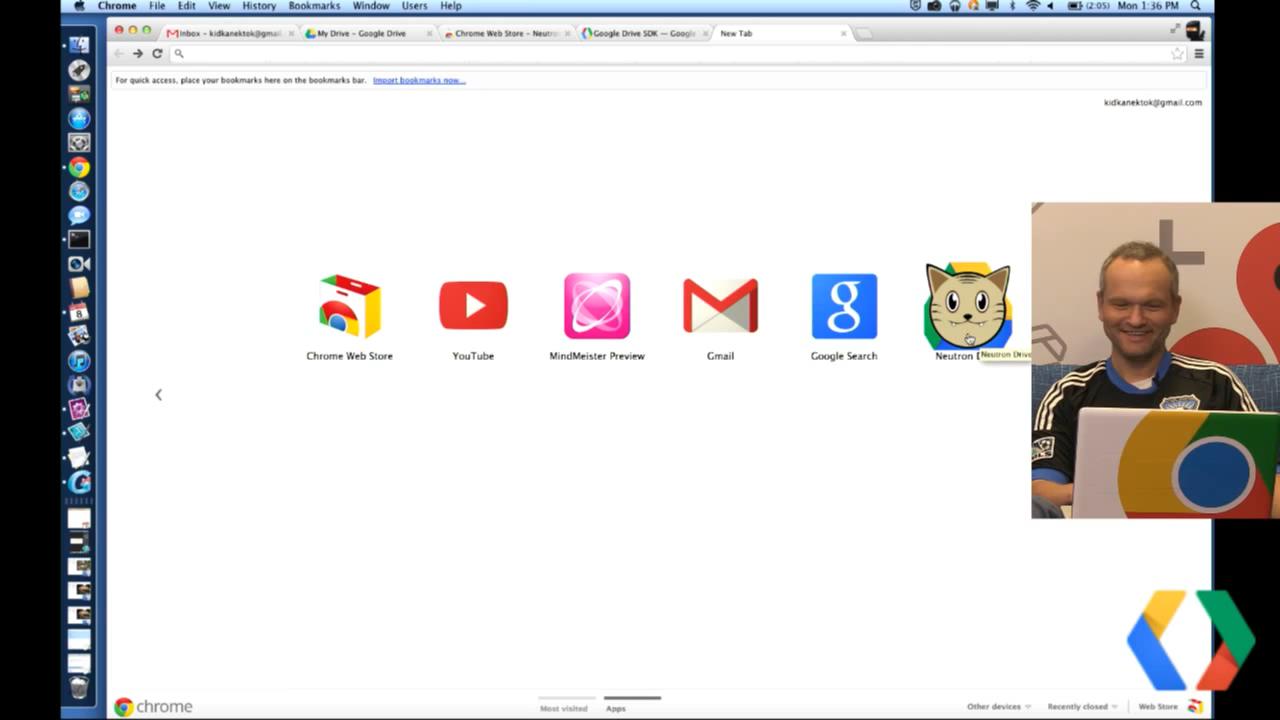 Chrome File Edit View History Bookmarks Window Users Help (2:05) Mon 1:36 PM
Inbox - kidkanektok@gmail. My Drive - Google Drive Chrome Web Store - Neutro Google Drive SDK — Google New Tab
For quick access, place your bookmarks here on the bookmarks bar. Import bookmarks now...
kidkanektok@gmail.com
Chrome Web Store YouTube MindMeister Preview Gmail Google Search Neutron D
Neutron Drive
8
chrome
Most visited Apps Other devices Recently closed Web Store